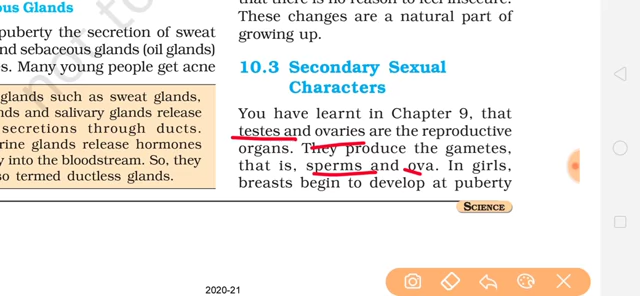 ous Glands
puberty the secretion of sweat
nd sebaceous glands (oil glands)
s. Many young people get acne
glands such as sweat glands,
nds and salivary glands release
secretions through ducts.
rine glands release hormones
y into the bloodstream. So, they
so termed ductless glands.
These changes are a natural part of
growing up.
10.3 Secondary Sexual
Characters
You have learnt in Chapter 9, that
testes and ovaries are the reproductive
organs. They produce the gametes,
that is, sperms and ova. In girls,
breasts begin to develop at puberty
SCIENCE
2020-21